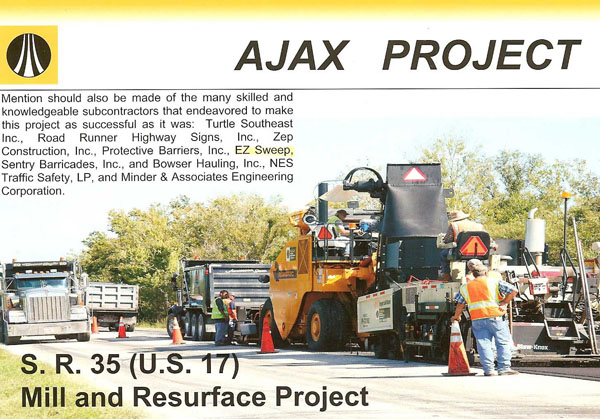 AJAX PROJECT
Mention should also be made of the many skilled and
knowledgeable subcontractors that endeavored to make
this project as successful as it was: Turtle Southeast
Inc., Road Runner Highway Signs, Inc., Zep
Construction, Inc., Protective Barriers, Inc., EZ Sweep,
Sentry Barricades, Inc., and Bowser Hauling, Inc., NES
Traffic Safety, LP, and Minder & Associates Engineering
Corporation.
S. R. 35 (U.S. 17)
Mill and Resurface Project